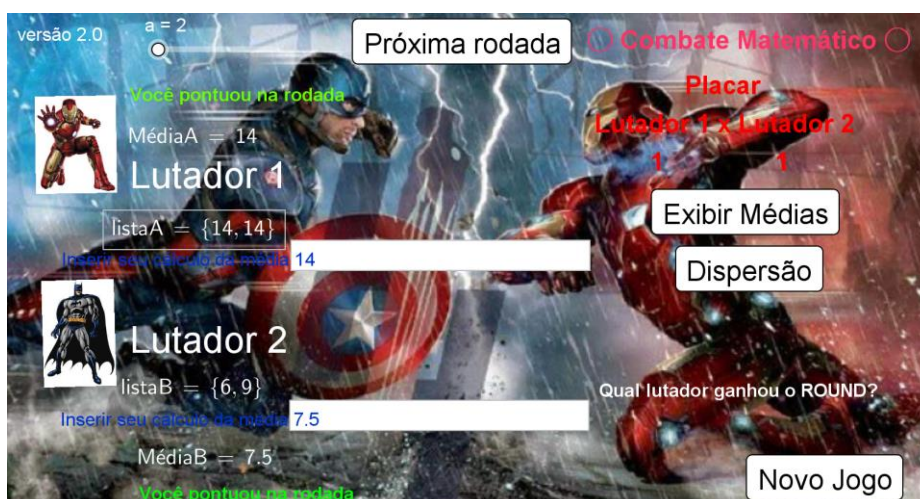 versão 2.0
a = 2
Próxima rodada
Combate Matemático
Você pontuou na rodada
Placar
MédiaA = 14
Lutador 1 x Lutador 2
1 1
Lutador 1
Exibir Médias
listaA = {14, 14}
Inserir seu cálculo da média 14
Dispersão
Lutador 2
listaB = {6, 9}
Qual lutador ganhou o ROUND?
Inserir seu cálculo da média 7.5
MédiaB = 7.5
Novo Jogo
Você pontuou na rodada